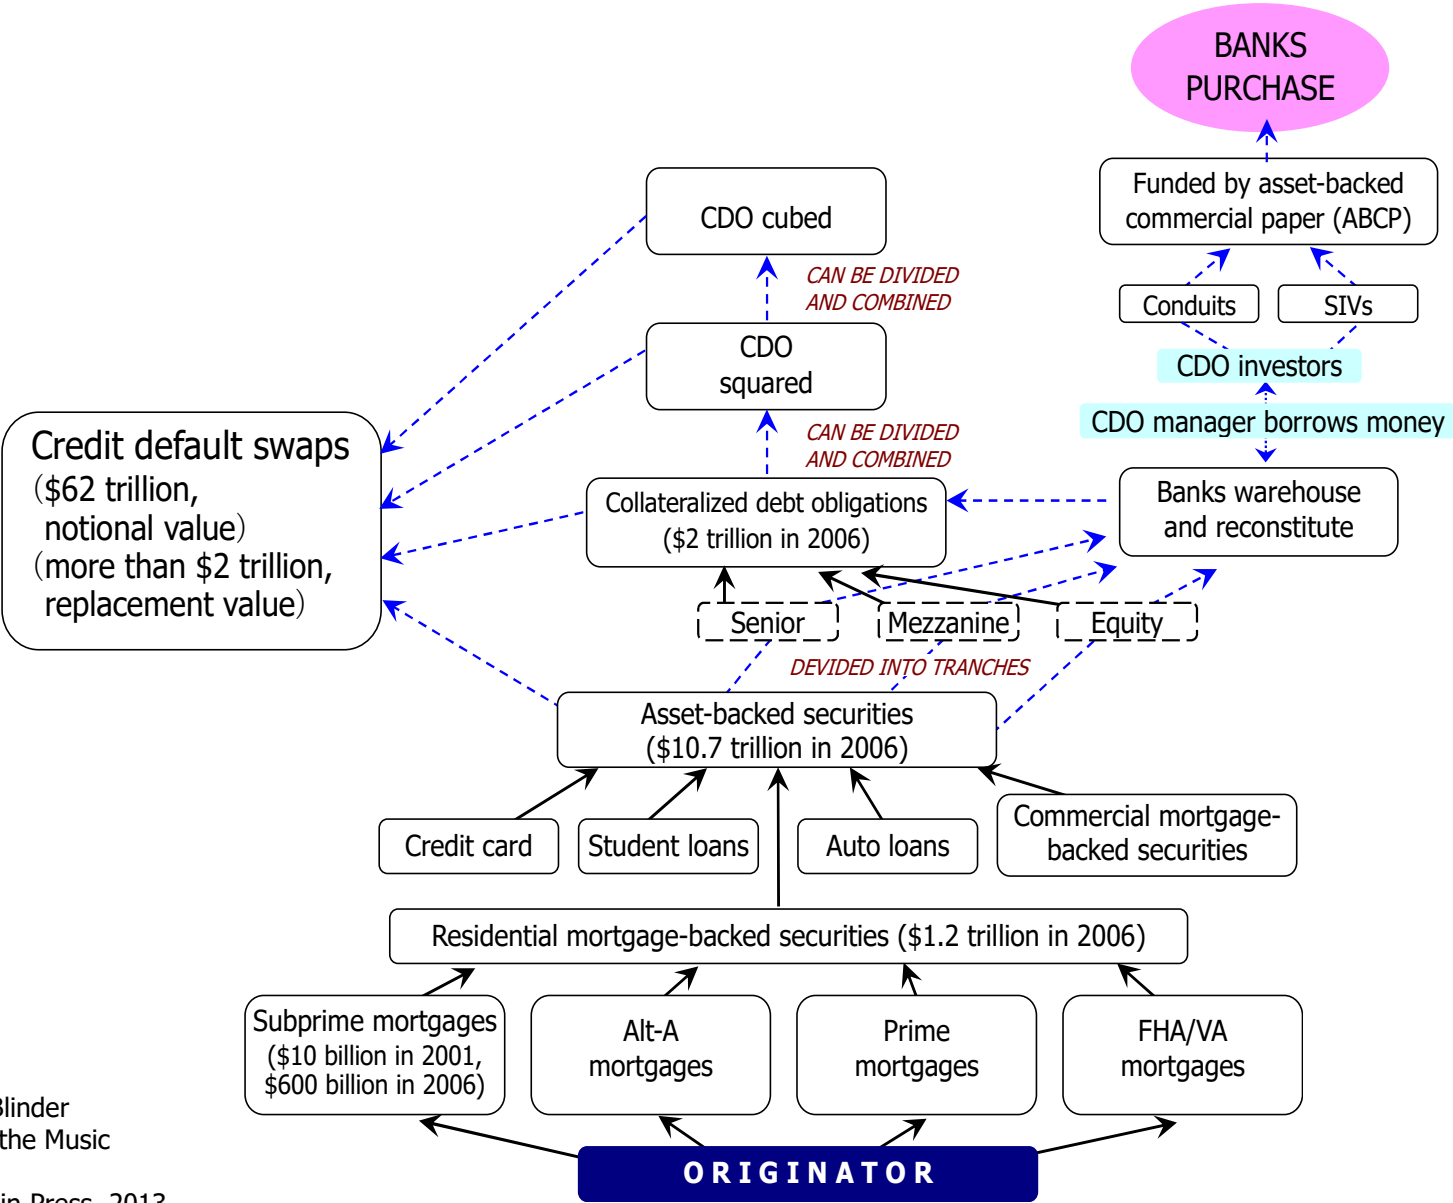 BANKS
PURCHASE
Funded by asset-backed
commercial paper (ABCP)
CDO cubed
CAN BE DIVIDED
AND COMBINED
Conduits
SIVs
CDO
squared
CDO investors
CDO manager borrows money
CAN BE DIVIDED
AND COMBINED
Credit default swaps
($62 trillion,
notional value)
(more than $2 trillion,
replacement value)
Collateralized debt obligations
($2 trillion in 2006)
Banks warehouse
and reconstitute
Senior
Mezzanine
Equity
DEVIDED INTO TRANCHES
Asset-backed securities
($10.7 trillion in 2006)
Credit card
Student loans
Auto loans
Commercial mortgage-
backed securities
Residential mortgage-backed securities ($1.2 trillion in 2006)
Subprime mortgages
($10 billion in 2001,
$600 billion in 2006)
Alt-A
mortgages
Prime
mortgages
FHA/VA
mortgages
Blinder
the Music
in Press, 2013
ORIGINATOR